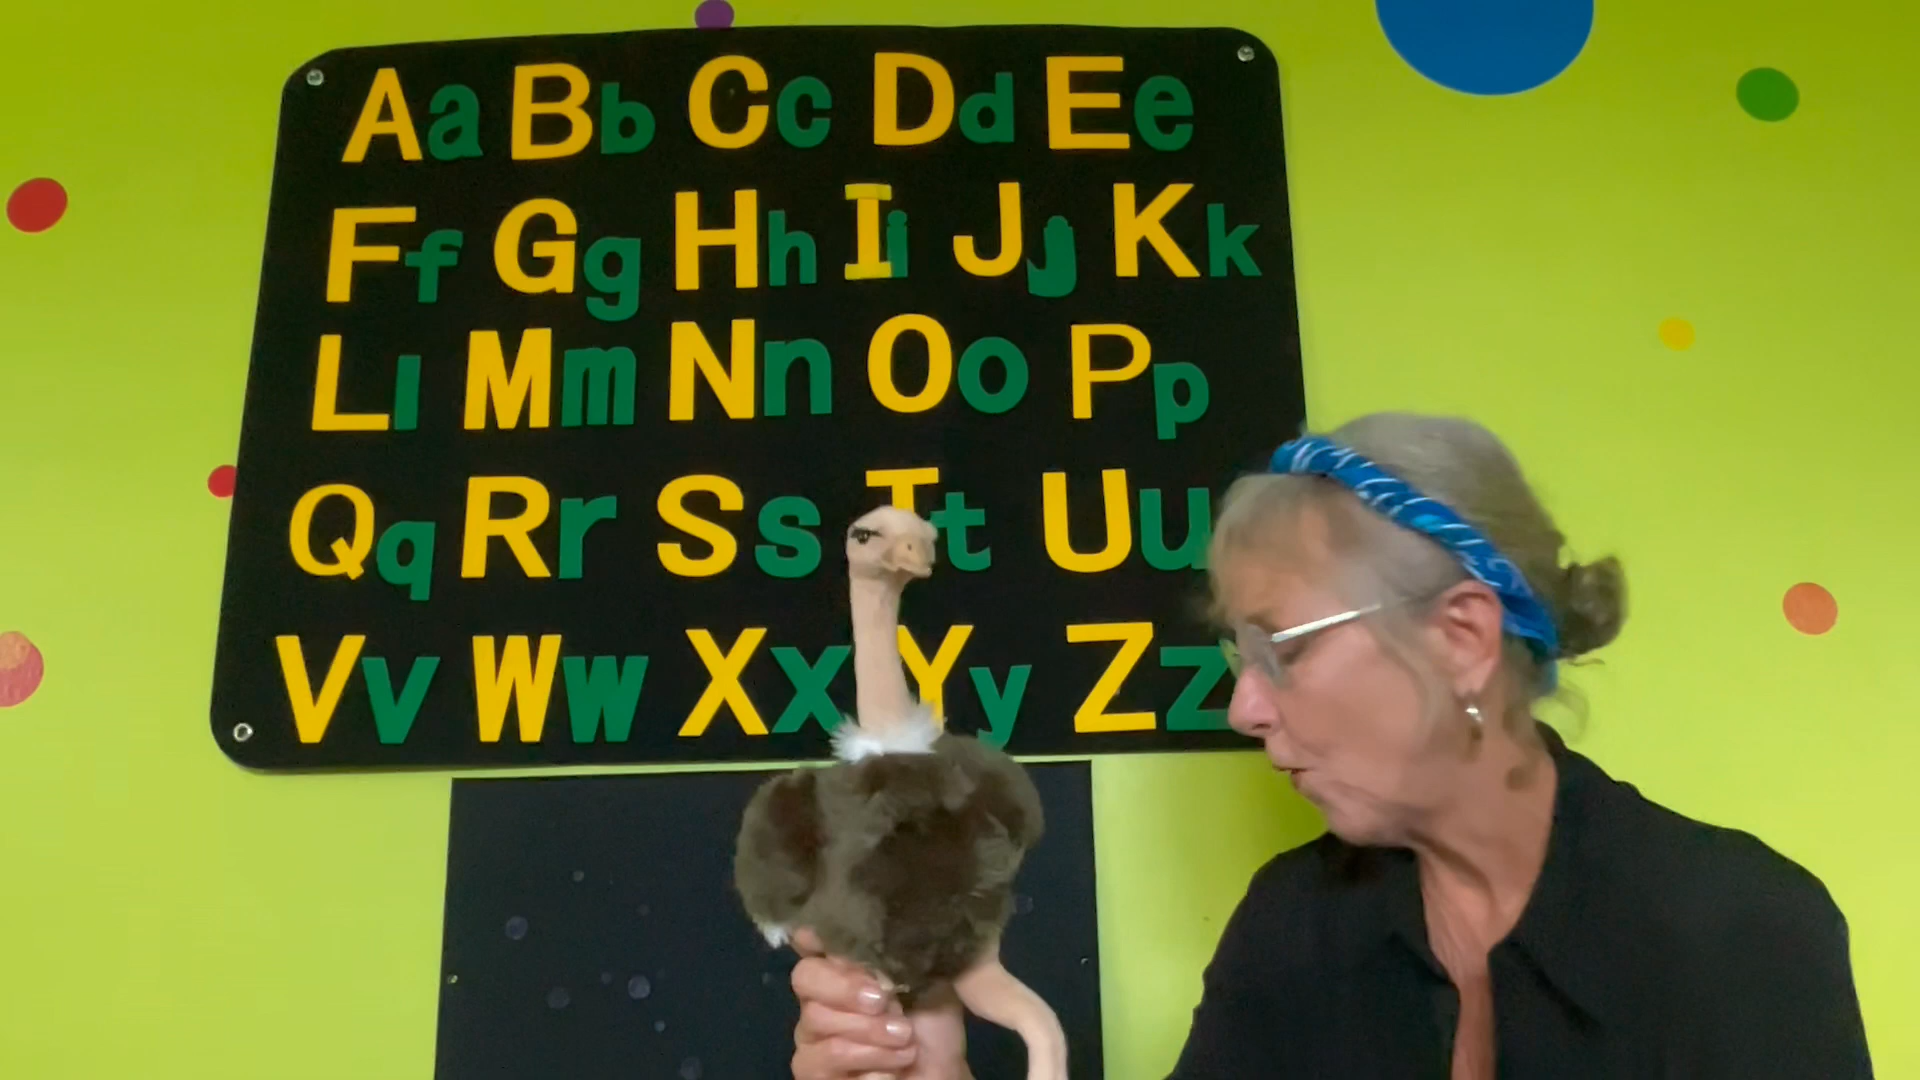 Aa Bb Cc Dd Ee
Ff Gg Hh Ii Jj Kk
Ll Mm Nn Oo Pp
Qq Rr Ss Tt Uu
Vv Ww Xx Yy Zz